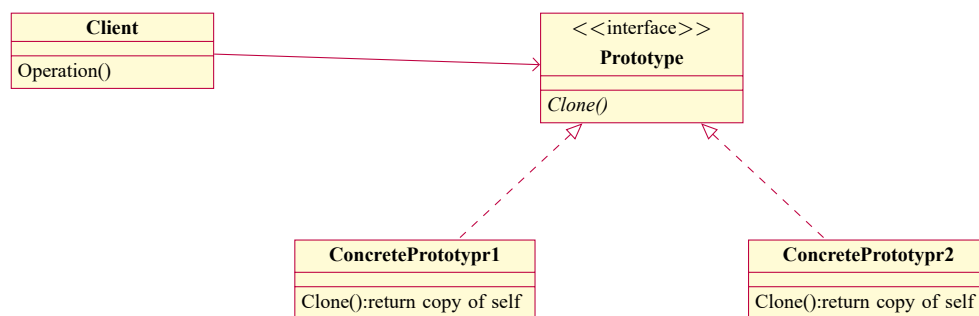 Client
Operation()
<<interface>>
Prototype
Clone()
ConcretePrototypr1
Clone():return copy of self
ConcretePrototypr2
Clone():return copy of self